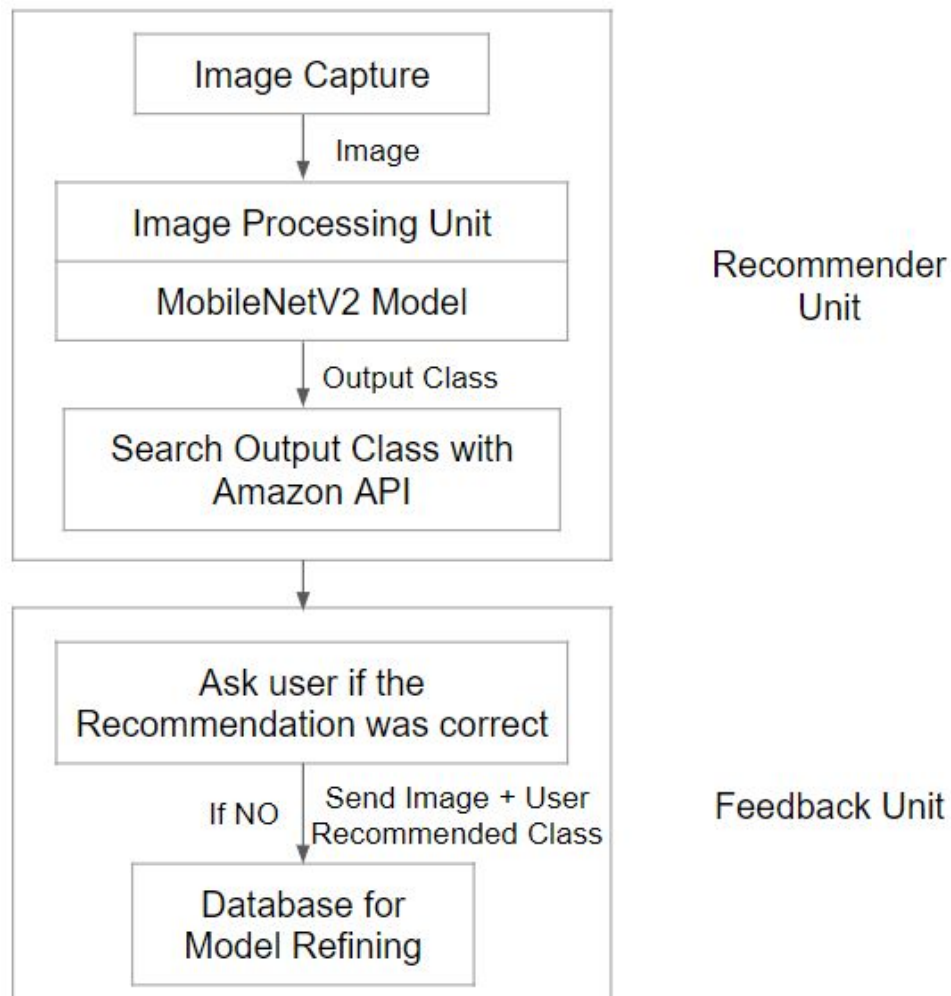 Image Capture
Image
Image Processing Unit
MobileNetV2 Model
Recommender
Unit
Output Class
Search Output Class with
Amazon API
Ask user if the
Recommendation was correct
If NO
Send Image + User
Recommended Class
Feedback Unit
Database for
Model Refining